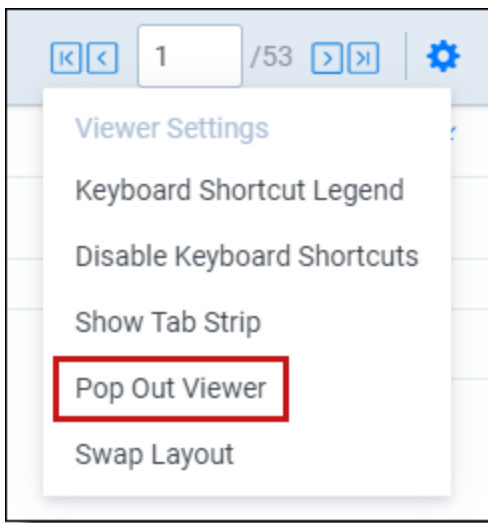 1 /53
Viewer Settings
Keyboard Shortcut Legend
Disable Keyboard Shortcuts
Show Tab Strip
Pop Out Viewer
Swap Layout